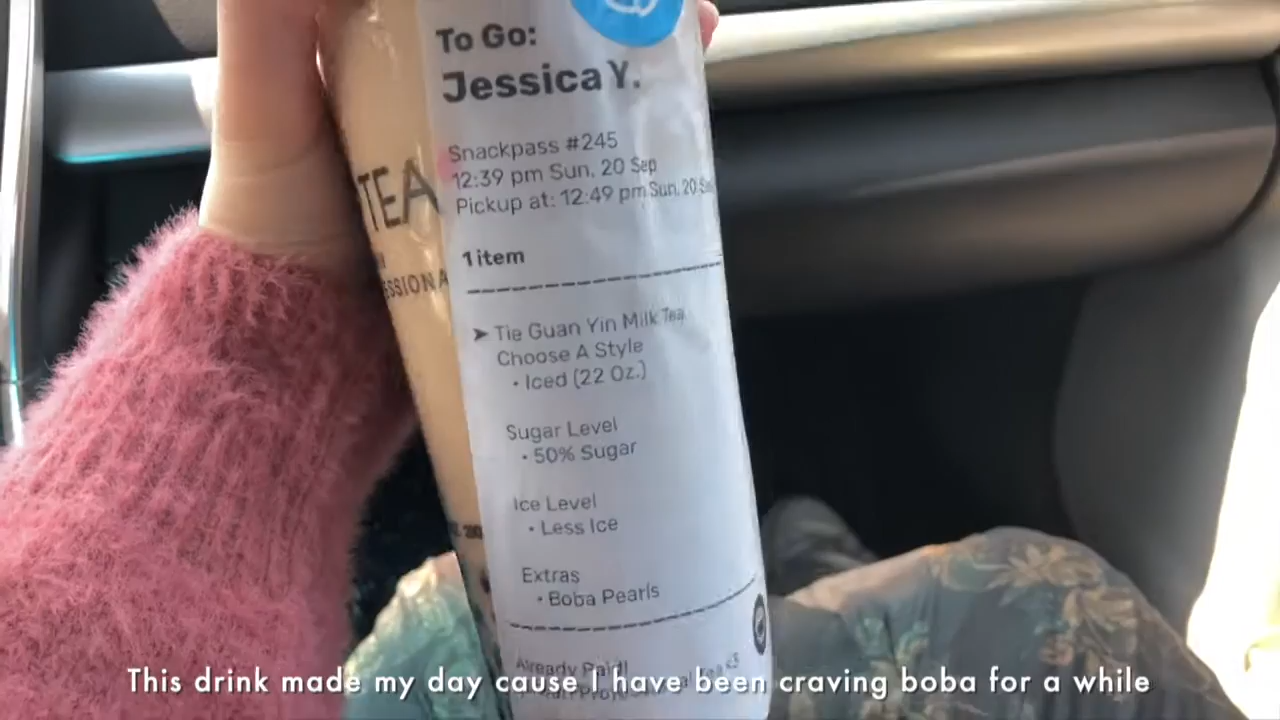 To Go:
Jessica Y.
Snackpass #245
12:39 pm Sun, 20 Sep
Pickup at: 12:49 pm Sun, 20 Sep
TEA
1 item
SSIONA
➤ Tie Guan Yin Milk Tea
Choose A Style
• Iced (22 Oz.)
Sugar Level
• 50% Sugar
Ice Level
• Less Ice
Extras
• Boba Pearls
Already Paid!
This drink made my day cause I have been craving boba for a while